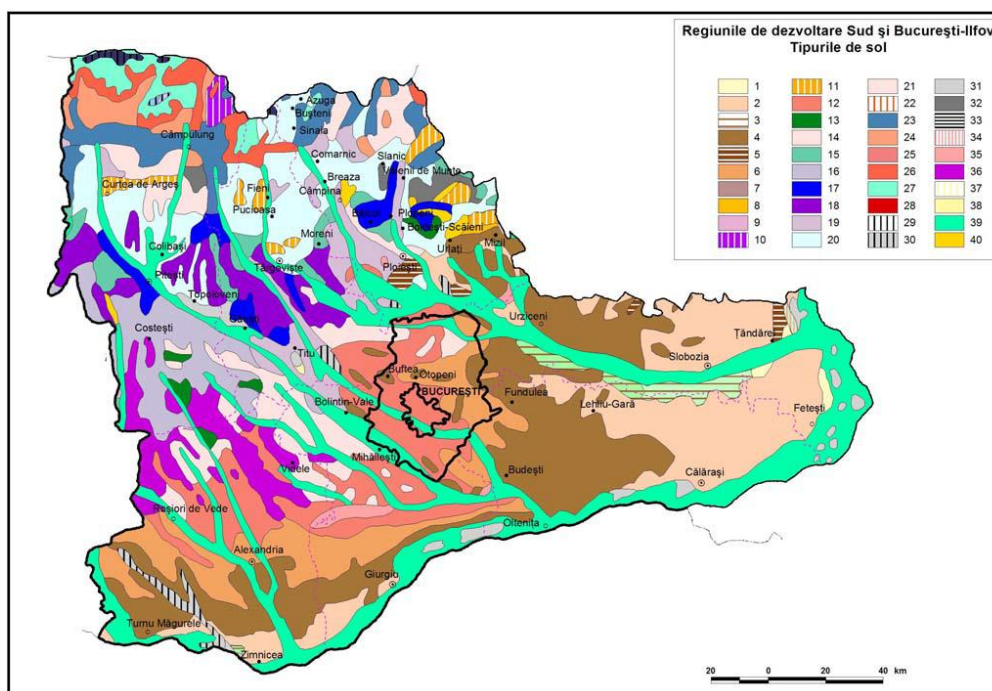 Regiunile de dezvoltare Sud şi Bucureşti-Ilfov
Tipurile de sol
1 11 21 31
2 12 22 32
3 13 23 33
4 14 24 34
5 15 25 35
6 16 26 36
7 17 27 37
8 18 28 38
9 19 29 39
10 20 30 40
Azuga
Buşteni
Sinaia
Câmpulung
Comarnic
Slanic
Valenii de Munte
Breaza
Curtea de Argeş
Fieni
Câmpina
Pucioasa
Plopeni
Boldeşti-Scăieni
Moreni
Urlaţi
Mizil
Colibaşi
Târgovişte
Ploieşti
Piteşti
Topoloveni
Costeşti
Urziceni
Ţăndărei
Titu
Slobozia
Buftea
Otopeni
BUCUREŞTI
Bolintin-Vale
Fundulea
Lehliu-Gară
Feteşti
Mihăileşti
Videle
Budeşti
Călăraşi
Roşiori de Vede
Olteniţa
Alexandria
Giurgiu
Turnu Măgurele
Zimnicea
20 0 20 40 km